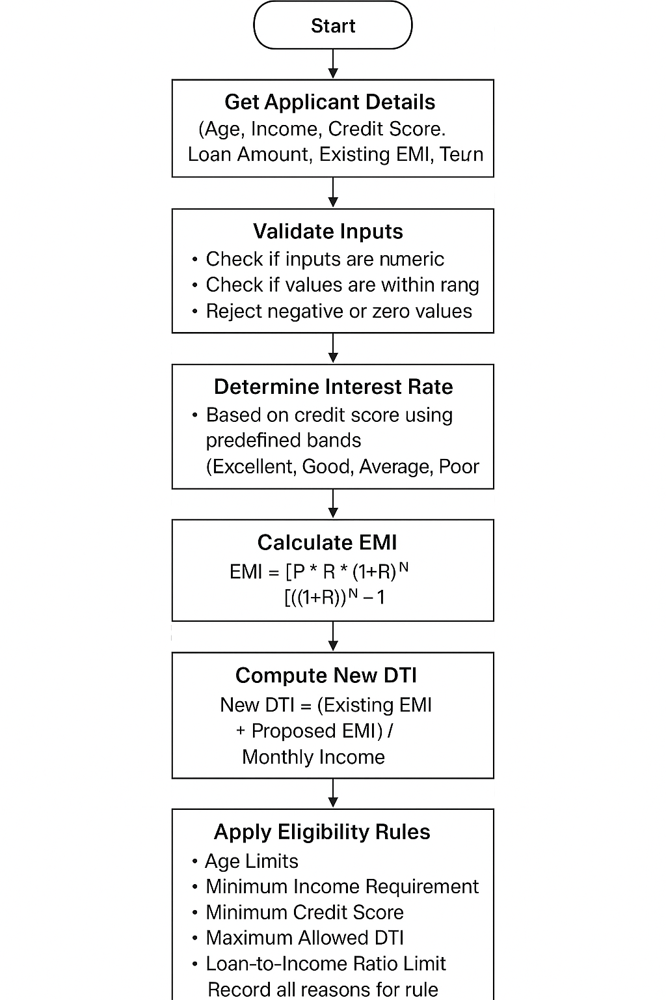 Start
Get Applicant Details
(Age, Income, Credit Score.
Loan Amount, Existing EMI,
Validate Inputs
• Check if inputs are numeric
• Check if values are within rang
• Reject negative or zero values
Determine Interest Rate
• Based on credit score using
predefined bands
(Excellent, Good, Average, Poor
Calculate EMI
EMI = [P * R * (1+R)ᴺ
[((1+R))ᴺ – 1
Compute New DTI
New DTI = (Existing EMI
+ Proposed EMI) /
Monthly Income
Apply Eligibility Rules
• Age Limits
• Minimum Income Requirement
• Minimum Credit Score
• Maximum Allowed DTI
• Loan-to-Income Ratio Limit
Record all reasons for rule